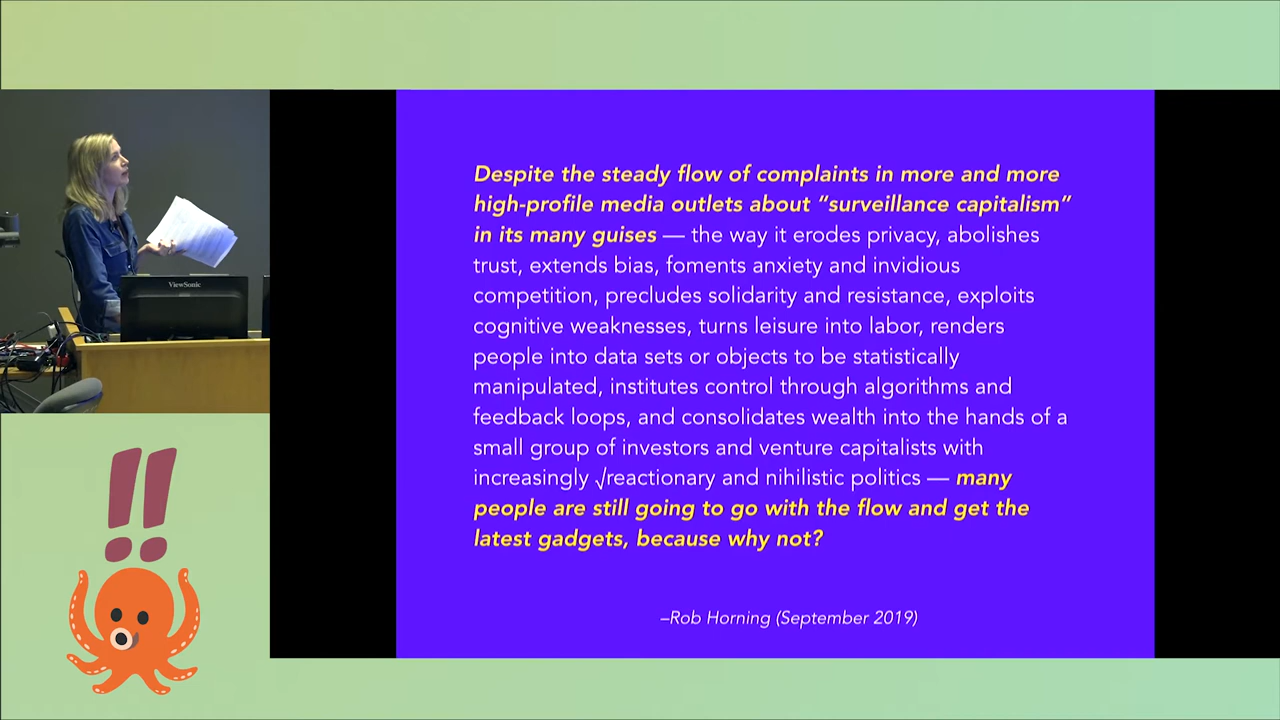 ViewSonic
Despite the steady flow of complaints in more and more
high-profile media outlets about “surveillance capitalism”
in its many guises — the way it erodes privacy, abolishes
trust, extends bias, foments anxiety and invidious
competition, precludes solidarity and resistance, exploits
cognitive weaknesses, turns leisure into labor, renders
people into data sets or objects to be statistically
manipulated, institutes control through algorithms and
feedback loops, and consolidates wealth into the hands of a
small group of investors and venture capitalists with
increasingly √reactionary and nihilistic politics — many
people are still going to go with the flow and get the
latest gadgets, because why not?
–Rob Horning (September 2019)
!!